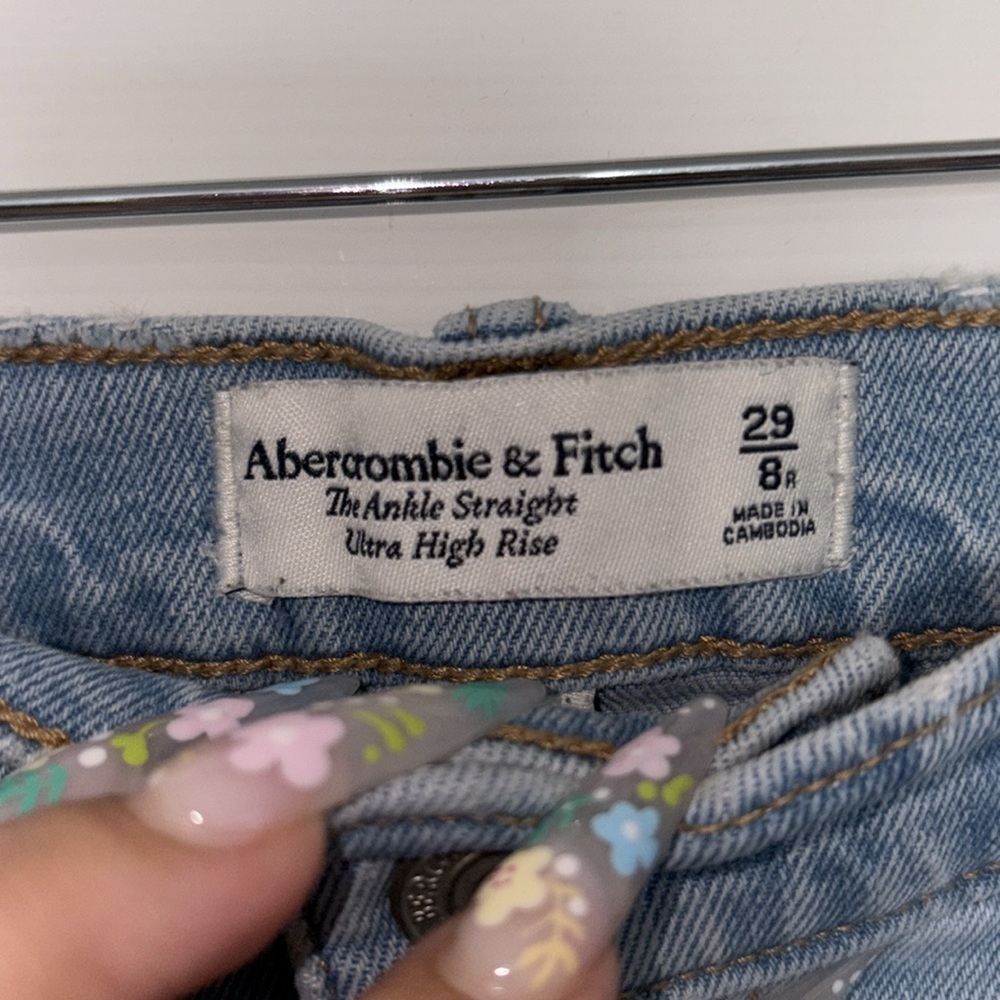 Abercrombie & Fitch
The Ankle Straight
Ultra High Rise
29
8R
MADE IN
CAMBODIA